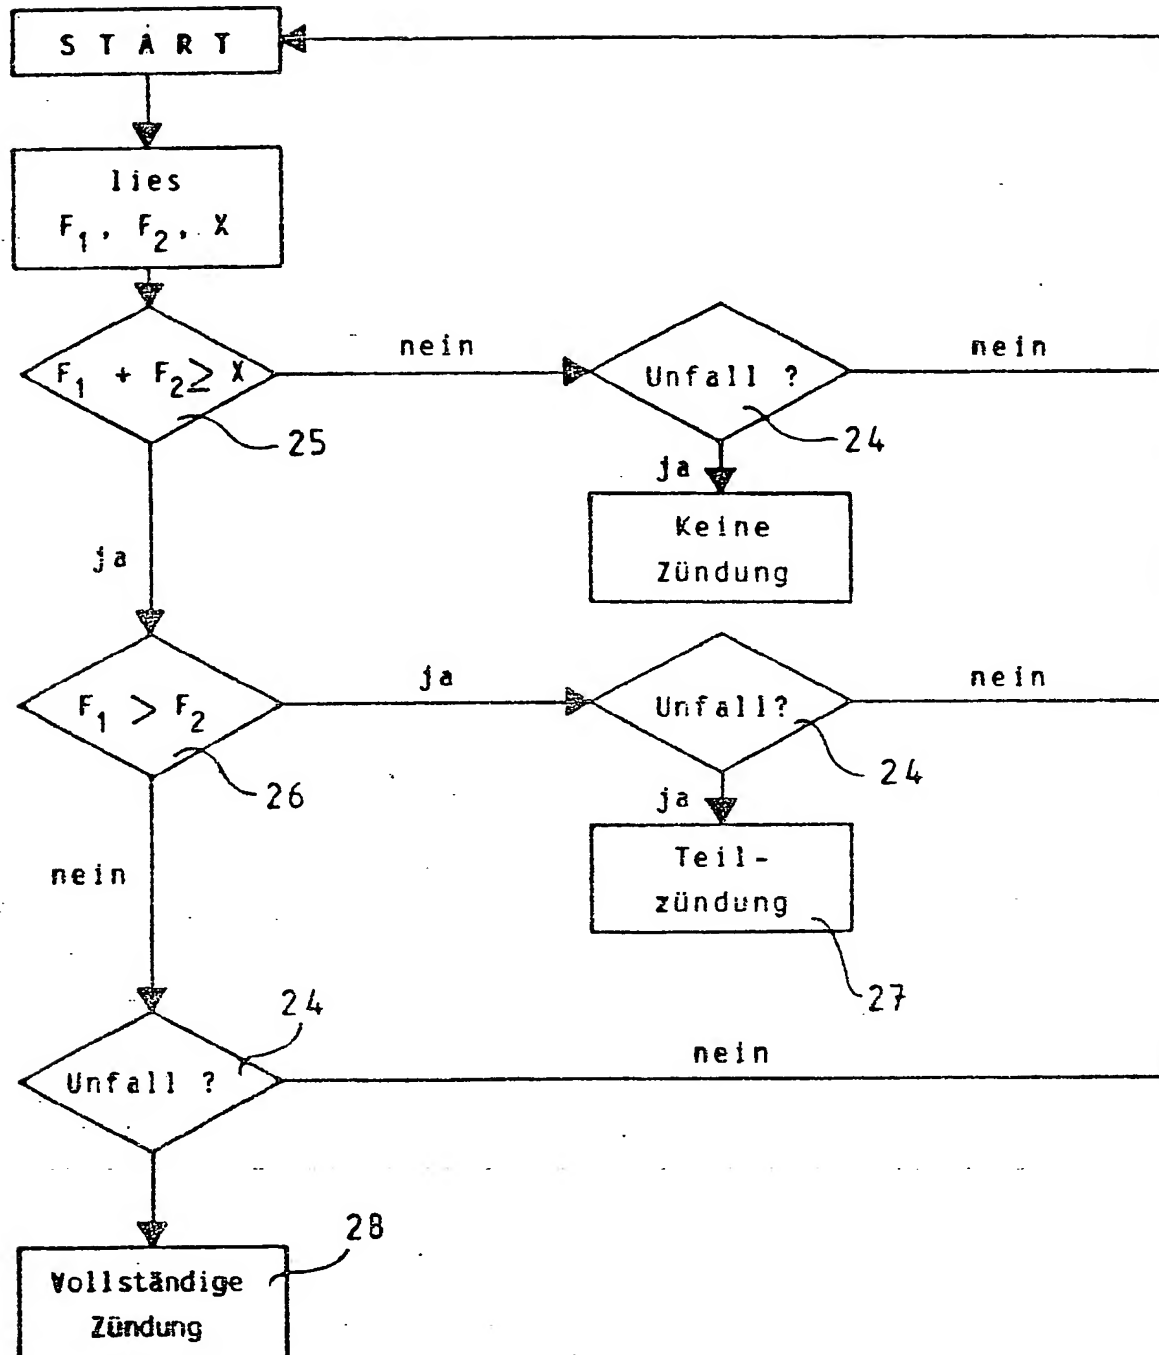 START
lies
F₁, F₂, X
F₁ + F₂ ≥ X
nein
Unfall ?
nein
25
24
ja
Keine
Zündung
ja
F₁ > F₂
ja
Unfall?
nein
26
24
ja
Teil-
zündung
nein
27
24
Unfall ?
nein
28
Vollständige
Zündung